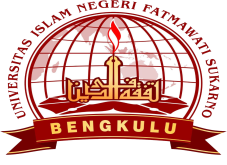 UNIVERSITAS ISLAM NEGERI FATMAWATI SUKARNO
BENGKULU